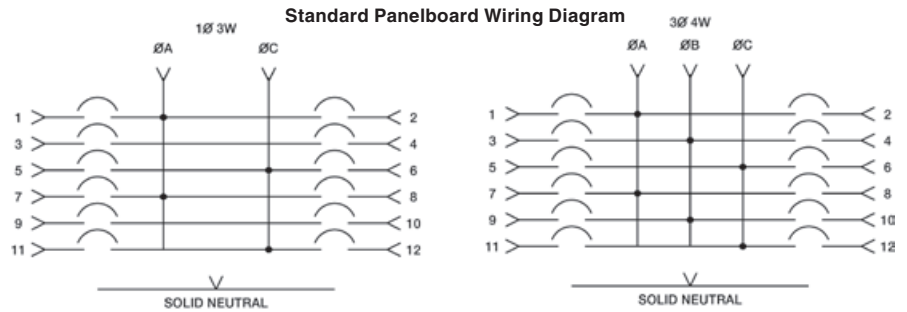 Standard Panelboard Wiring Diagram
1Ø 3W
ØA ØC
1 2
3 4
5 6
7 8
9 10
11 12
SOLID NEUTRAL
3Ø 4W
ØA ØB ØC
1 2
3 4
5 6
7 8
9 10
11 12
SOLID NEUTRAL